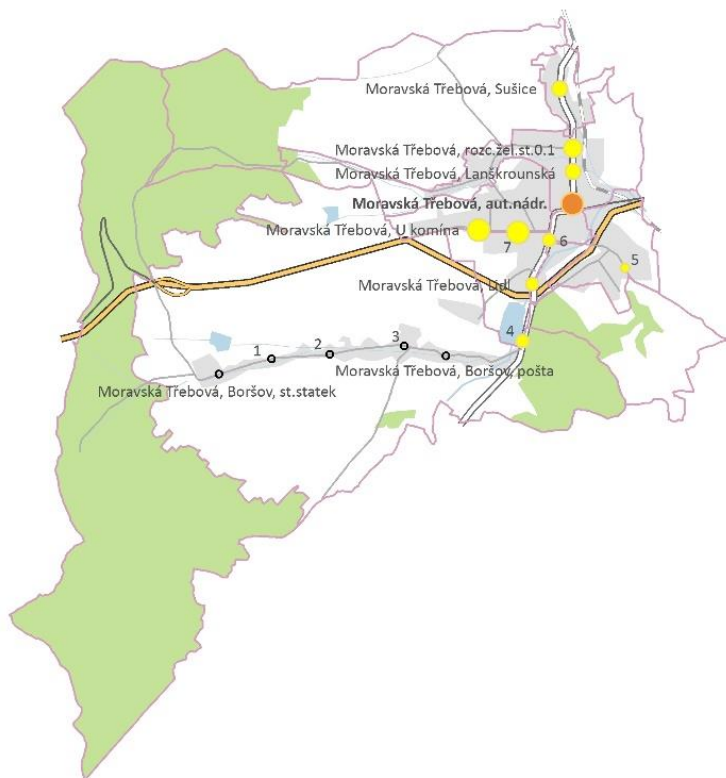 Moravská Třebová, Sušice
Moravská Třebová, rozc.žel.st.0.1
Moravská Třebová, Lanškrounská
Moravská Třebová, aut.nádr.
Moravská Třebová, U komína
7
6
5
Moravská Třebová, Lidl
4
3
2
1
Moravská Třebová, Boršov, pošta
Moravská Třebová, Boršov, st.statek